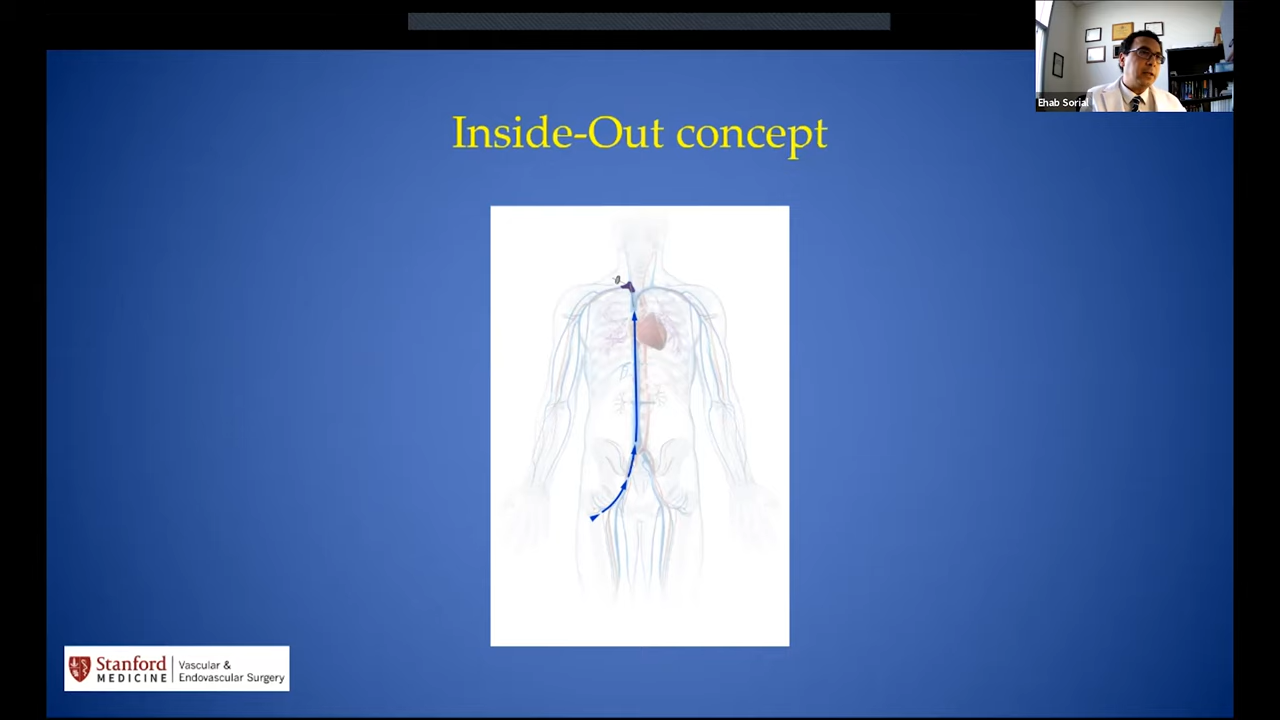 Ehab Sorial
Inside-Out concept
Stanford
MEDICINE
Vascular &
Endovascular Surgery